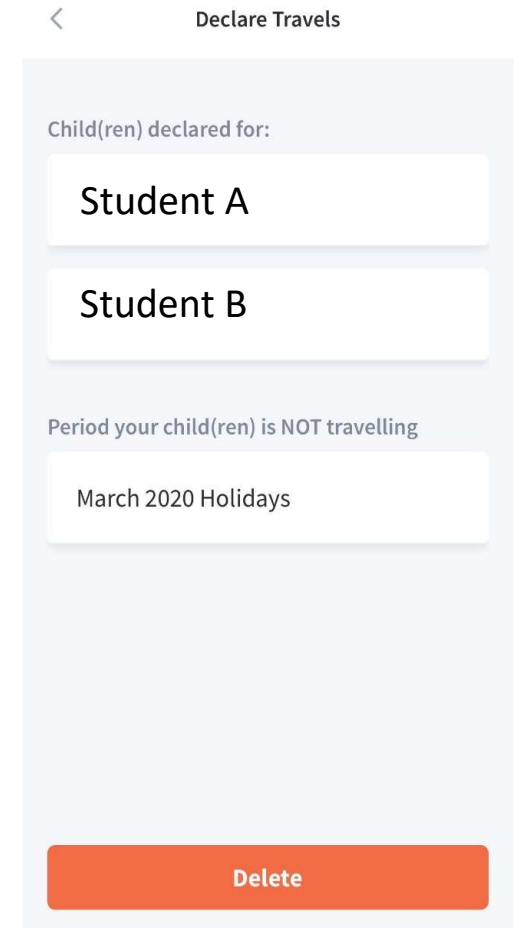 Declare Travels
Child(ren) declared for:
Student A
Student B
Period your child(ren) is NOT travelling
March 2020 Holidays
Delete